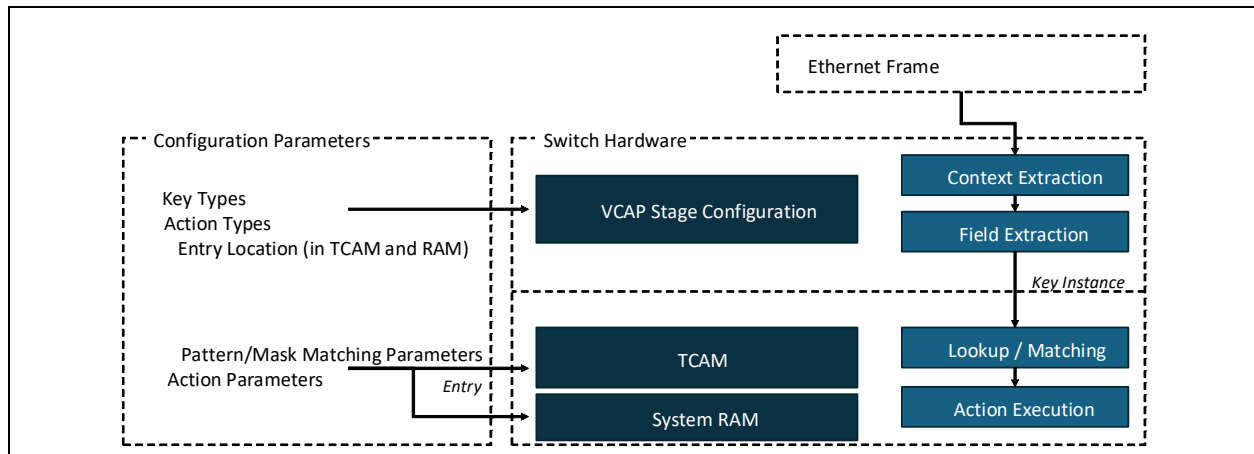 Ethernet Frame
Configuration Parameters
Switch Hardware
Key Types
Action Types
Entry Location (in TCAM and RAM)
VCAP Stage Configuration
Context Extraction
Field Extraction
Key Instance
Pattern/Mask Matching Parameters
Action Parameters
Entry
TCAM
System RAM
Lookup / Matching
Action Execution